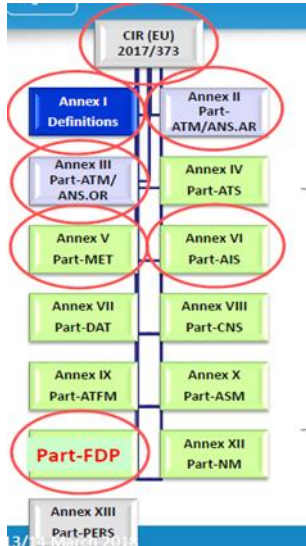 CIR (EU)
2017/373
Annex I
Definitions
Annex II
Part-
ATM/ANS.AR
Annex III
Part-ATM/
ANS.OR
Annex IV
Part-ATS
Annex V
Part-MET
Annex VI
Part-AIS
Annex VII
Part-DAT
Annex VIII
Part-CNS
Annex IX
Part-ATFM
Annex X
Part-ASM
Part-FDP
Annex XII
Part-NM
Annex XIII
Part-PERS
13/14 March 2018